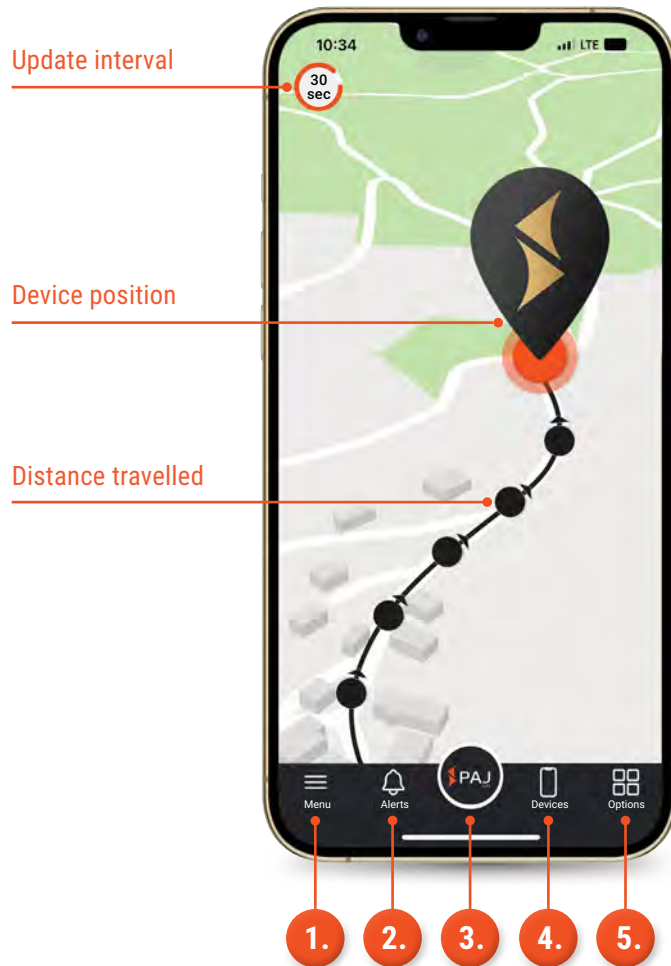 Update interval
10:34
LTE
30
sec
Device position
Distance travelled
PAJ
Menu
Alerts
Devices
Options
1.
2.
3.
4.
5.